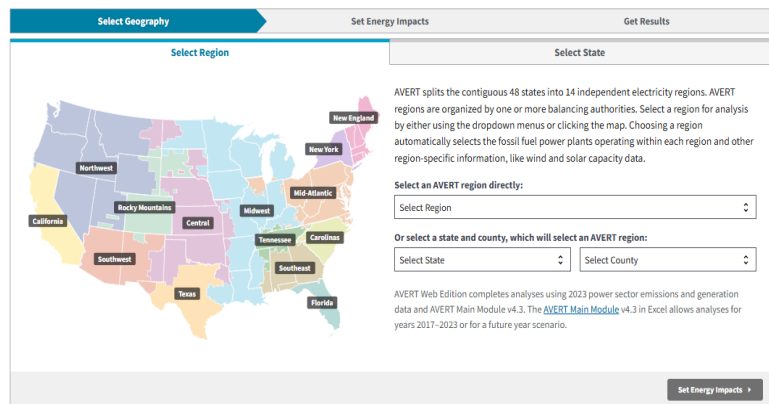 Select Geography
Set Energy Impacts
Get Results
Select Region
Select State
New England
New York
Northwest
Mid-Atlantic
Rocky Mountains
Midwest
California
Central
Tennessee
Carolinas
Southwest
Southeast
Texas
Florida
AVERT splits the contiguous 48 states into 14 independent electricity regions. AVERT
regions are organized by one or more balancing authorities. Select a region for analysis
by either using the dropdown menus or clicking the map. Choosing a region
automatically selects the fossil fuel power plants operating within each region and other
region-specific information, like wind and solar capacity data.
Select an AVERT region directly:
Select Region
Or select a state and county, which will select an AVERT region:
Select State
Select County
AVERT Web Edition completes analyses using 2023 power sector emissions and generation
data and AVERT Main Module v4.3. The AVERT Main Module v4.3 in Excel allows analyses for
years 2017–2023 or for a future year scenario.
Set Energy Impacts